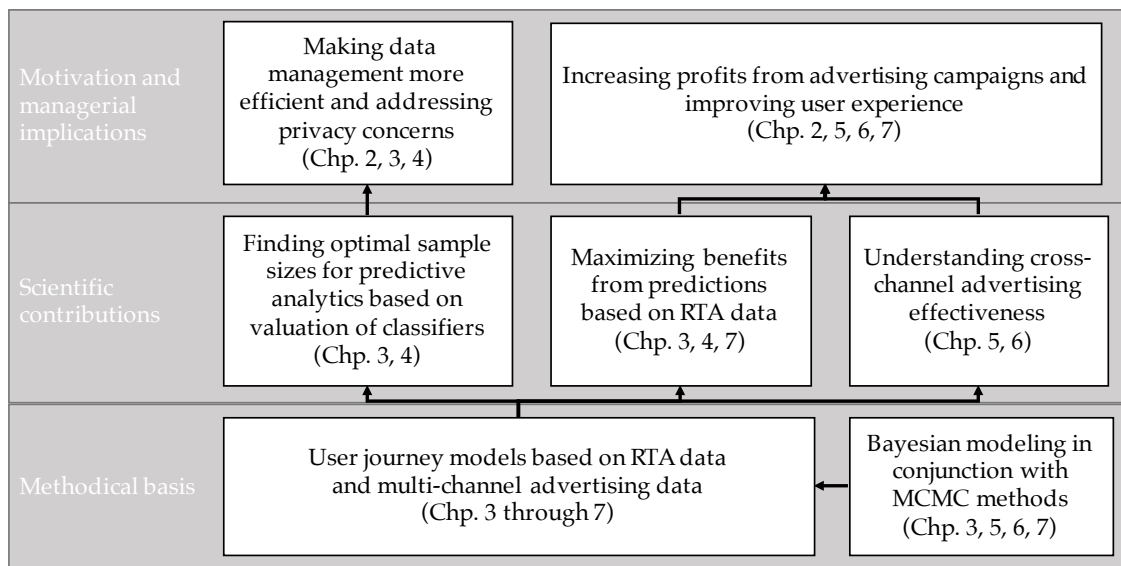 Motivation and
managerial
implications
Making data
management more
efficient and addressing
privacy concerns
(Chp. 2, 3, 4)
Increasing profits from advertising campaigns and
improving user experience
(Chp. 2, 5, 6, 7)
Scientific
contributions
Finding optimal sample
sizes for predictive
analytics based on
valuation of classifiers
(Chp. 3, 4)
Maximizing benefits
from predictions
based on RTA data
(Chp. 3, 4, 7)
Understanding cross-
channel advertising
effectiveness
(Chp. 5, 6)
Methodical basis
User journey models based on RTA data
and multi-channel advertising data
(Chp. 3 through 7)
Bayesian modeling in
conjunction with
MCMC methods
(Chp. 3, 5, 6, 7)